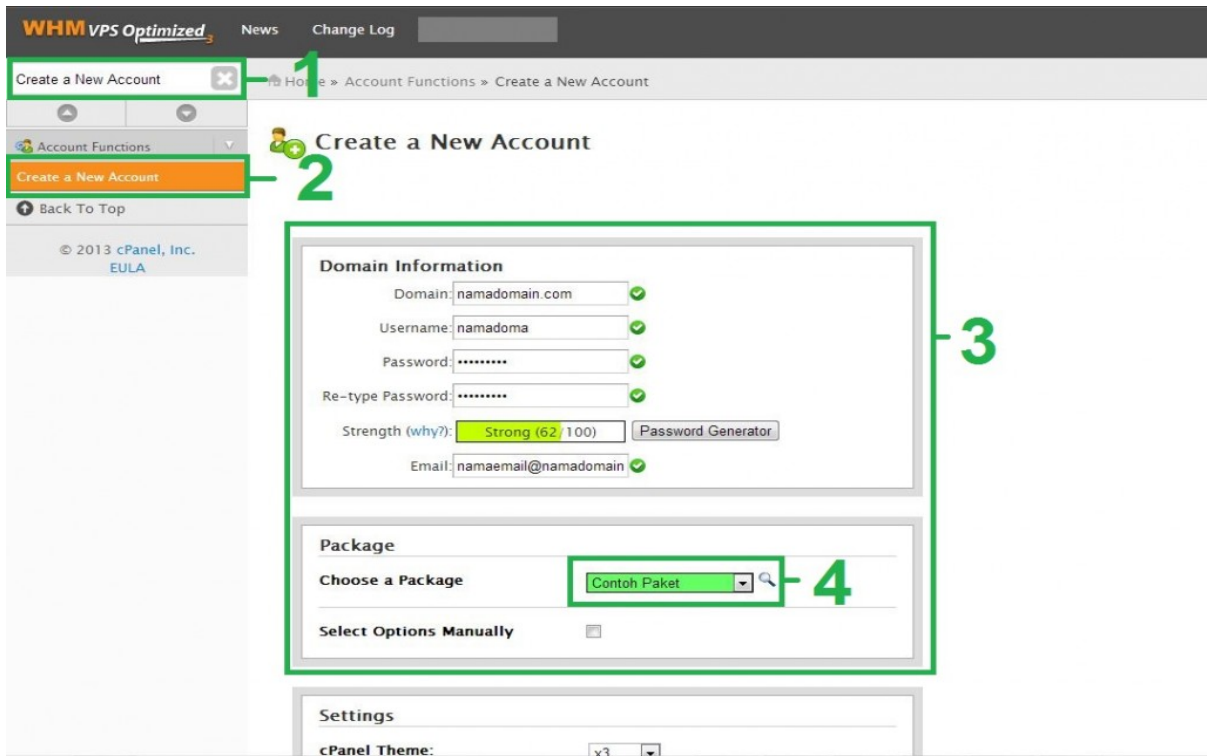 WHM VPS Optimized 3 News Change Log
Create a New Account
1
Home » Account Functions » Create a New Account
Account Functions
Create a New Account
2
Back To Top
© 2013 cPanel, Inc.
EULA
Create a New Account
3
Domain Information
Domain: namadomain.com
Username: namadoma
Password: •••••••••
Re-type Password: •••••••••
Strength (why?): Strong (62/100) Password Generator
Email: namaemail@namadomain
Package
Choose a Package Contoh Paket 4
Select Options Manually
Settings
cPanel Theme: x3